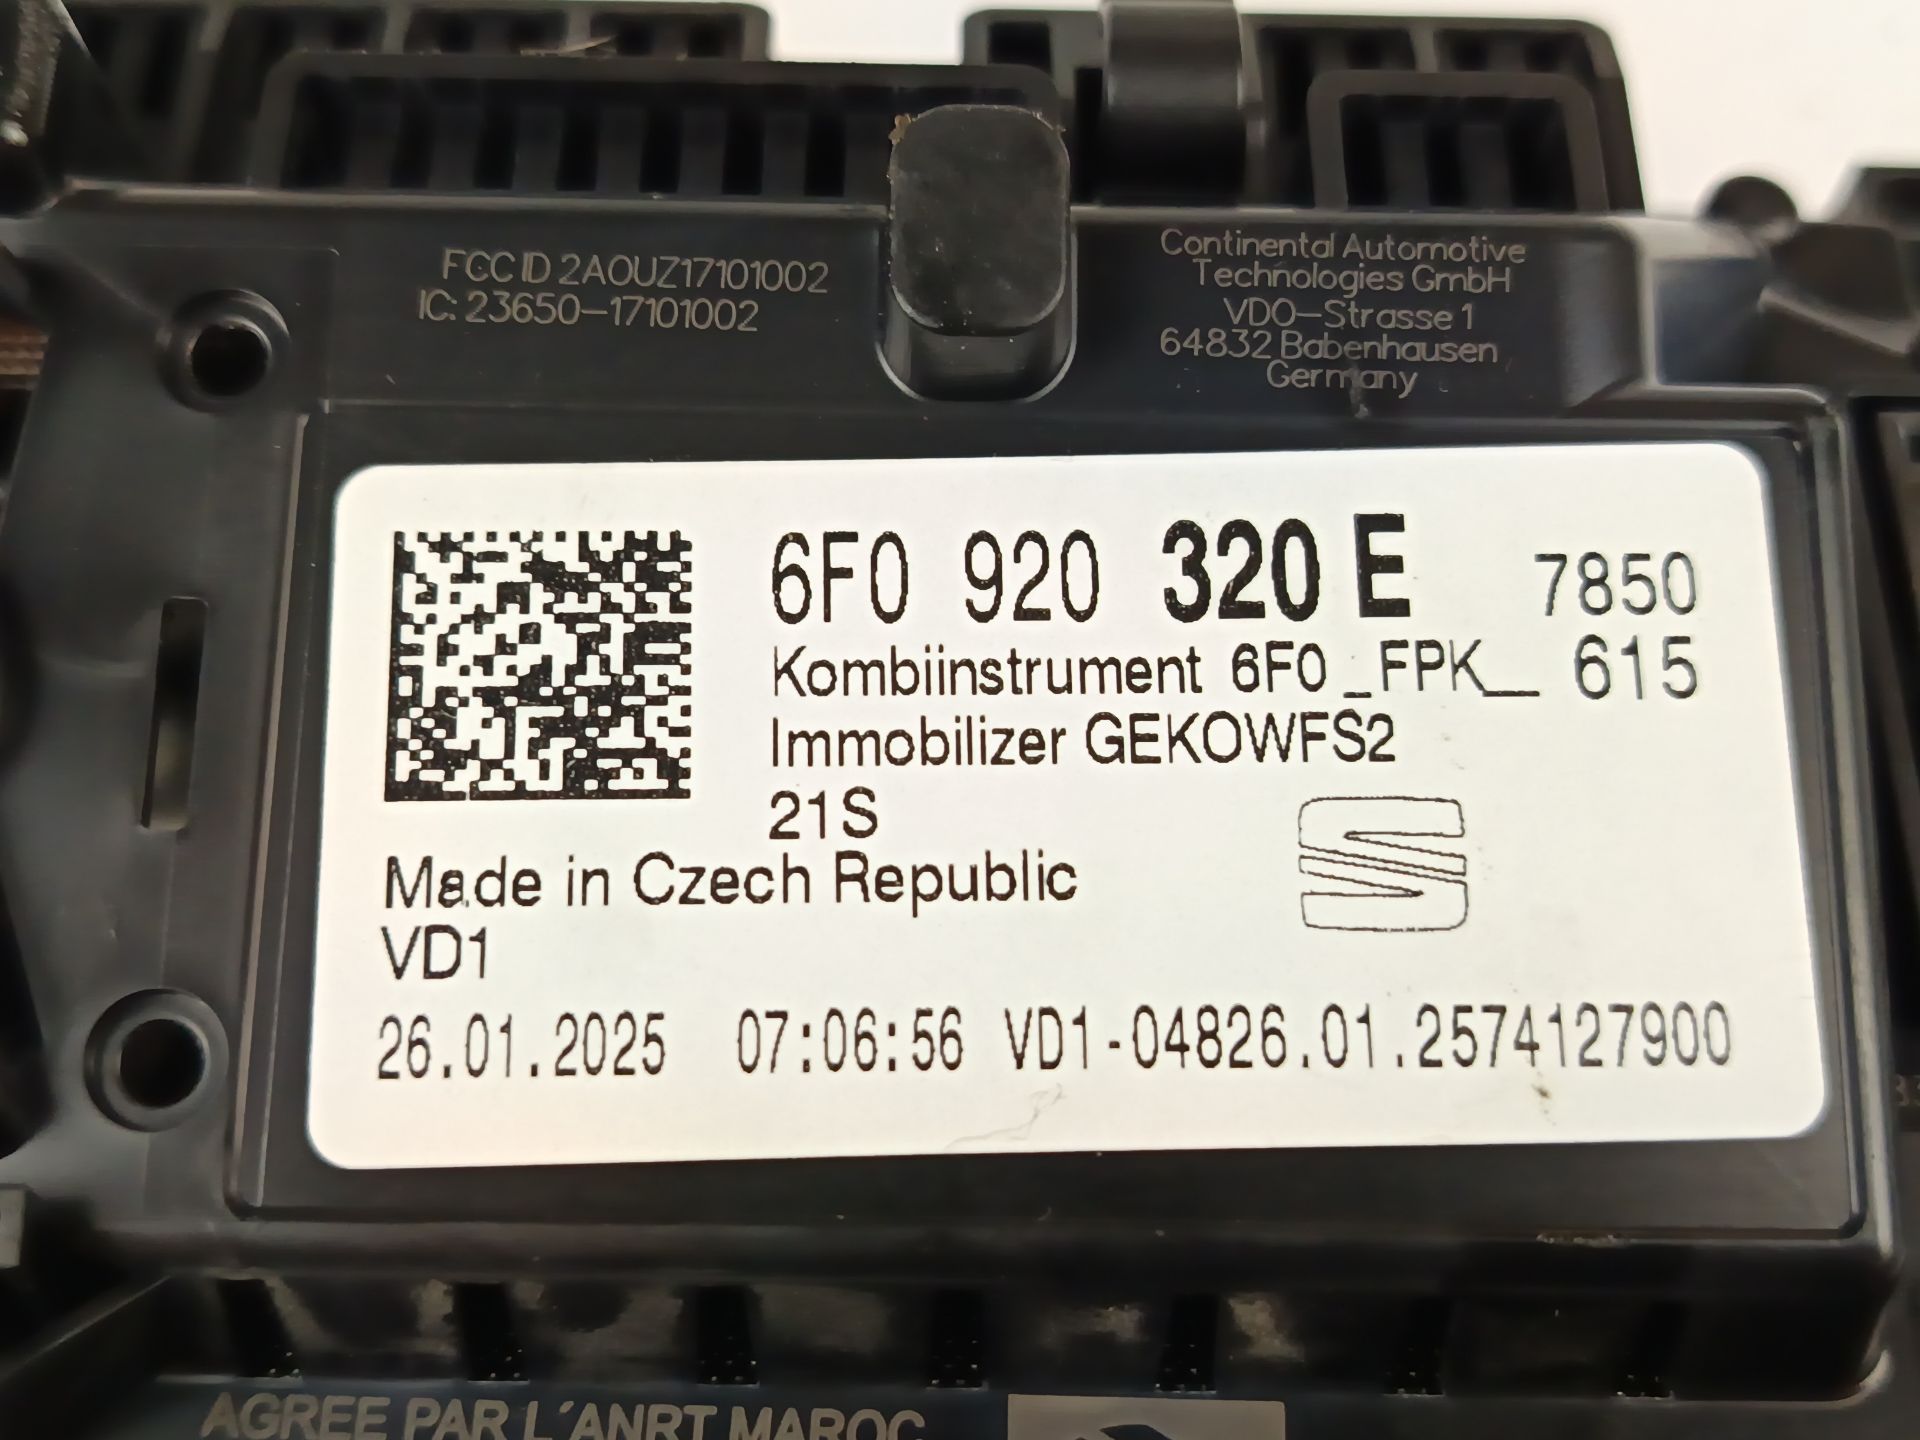 FCC ID 2AOUZ17101002
IC: 23650-17101002
Continental Automotive
Technologies GmbH
VDO-Strasse 1
64832 Babenhausen
Germany
6F0 920 320 E 7850
Kombiinstrument 6F0_FPK__ 615
Immobilizer GEKOWFS2
21S
Made in Czech Republic
VD1
26.01.2025 07:06:56 VD1-04826.01.2574127900
AGREE PAR L'ANRT MAROC